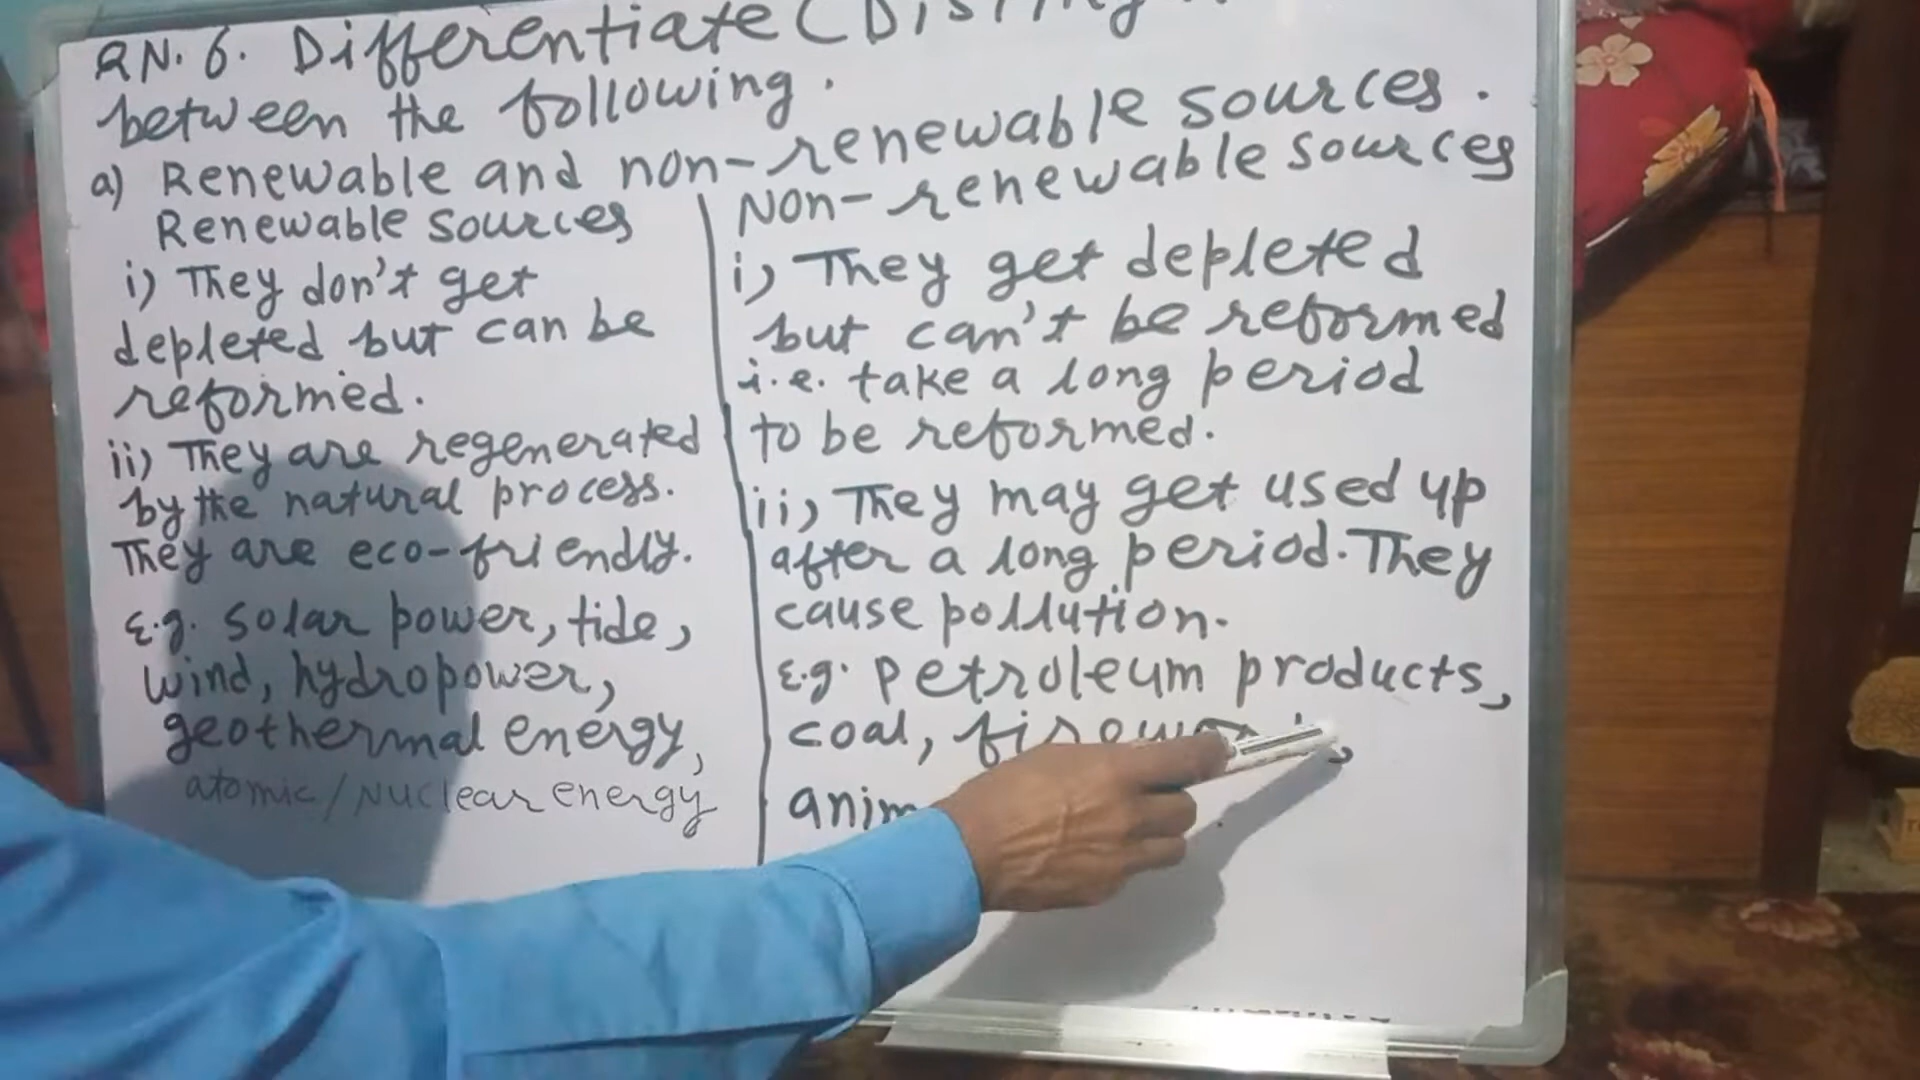 QN. 6. Differentiate (
between the following.
a) Renewable and non-renewable sources.
Renewable sources
i) They don't get
depleted but can be
reformed.
ii) They are regenerated
by the natural process.
They are eco-friendly.
E.g. solar power, tide,
wind, hydropower,
geothermal energy,
atomic/Nuclear energy
Non-renewable sources
i) They get depleted
but can't be reformed
i.e. take a long period
to be reformed.
ii) They may get used up
after a long period. They
cause pollution.
E.g. petroleum products,
coal,